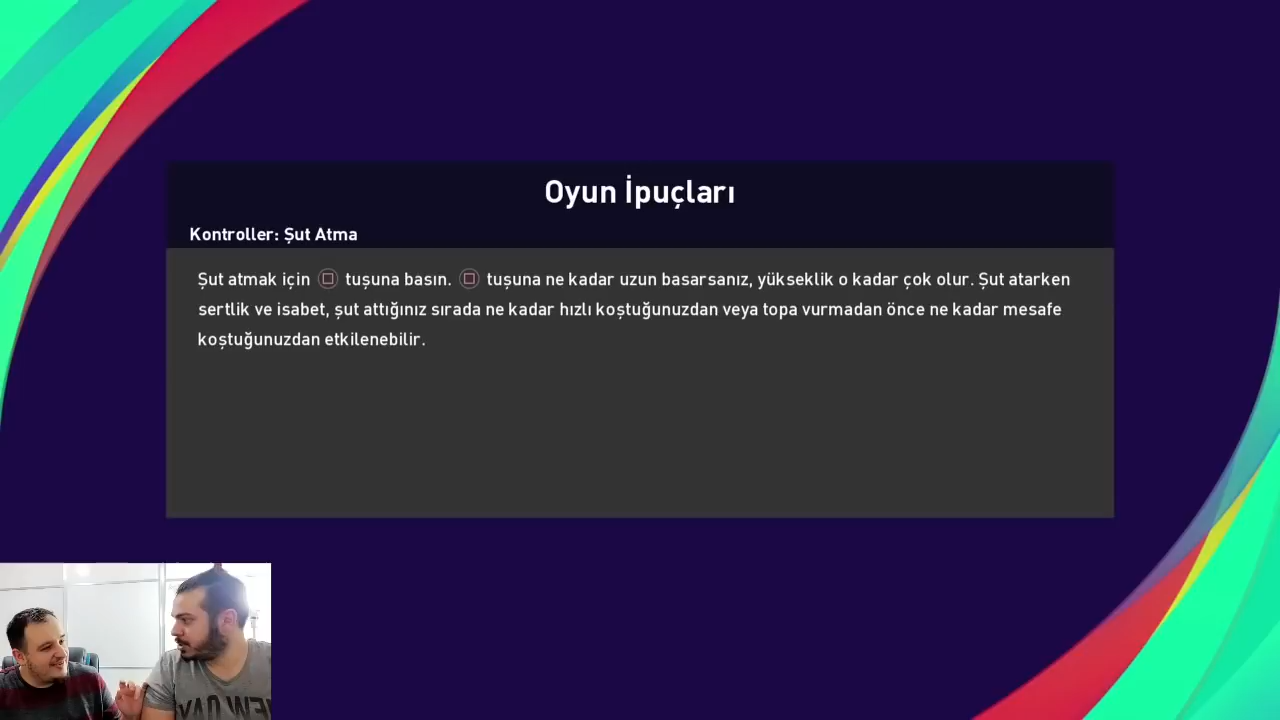 Oyun İpuçları
Kontroller: Şut Atma
Şut atmak için tuşuna basın. tuşuna ne kadar uzun basarsanız, yükseklik o kadar çok olur. Şut atarken
sertlik ve isabet, şut attığınız sırada ne kadar hızlı koştuğunuzdan veya topa vurmadan önce ne kadar mesafe
koştuğunuzdan etkilenebilir.